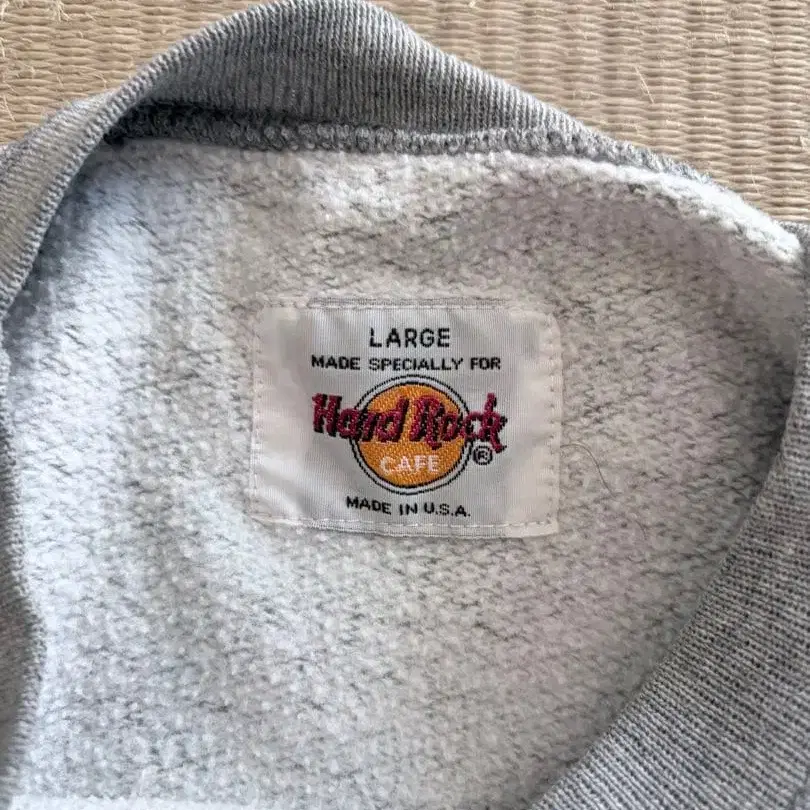 LARGE
MADE SPECIALLY FOR
Hard Rock
CAFE ®
MADE IN U.S.A.